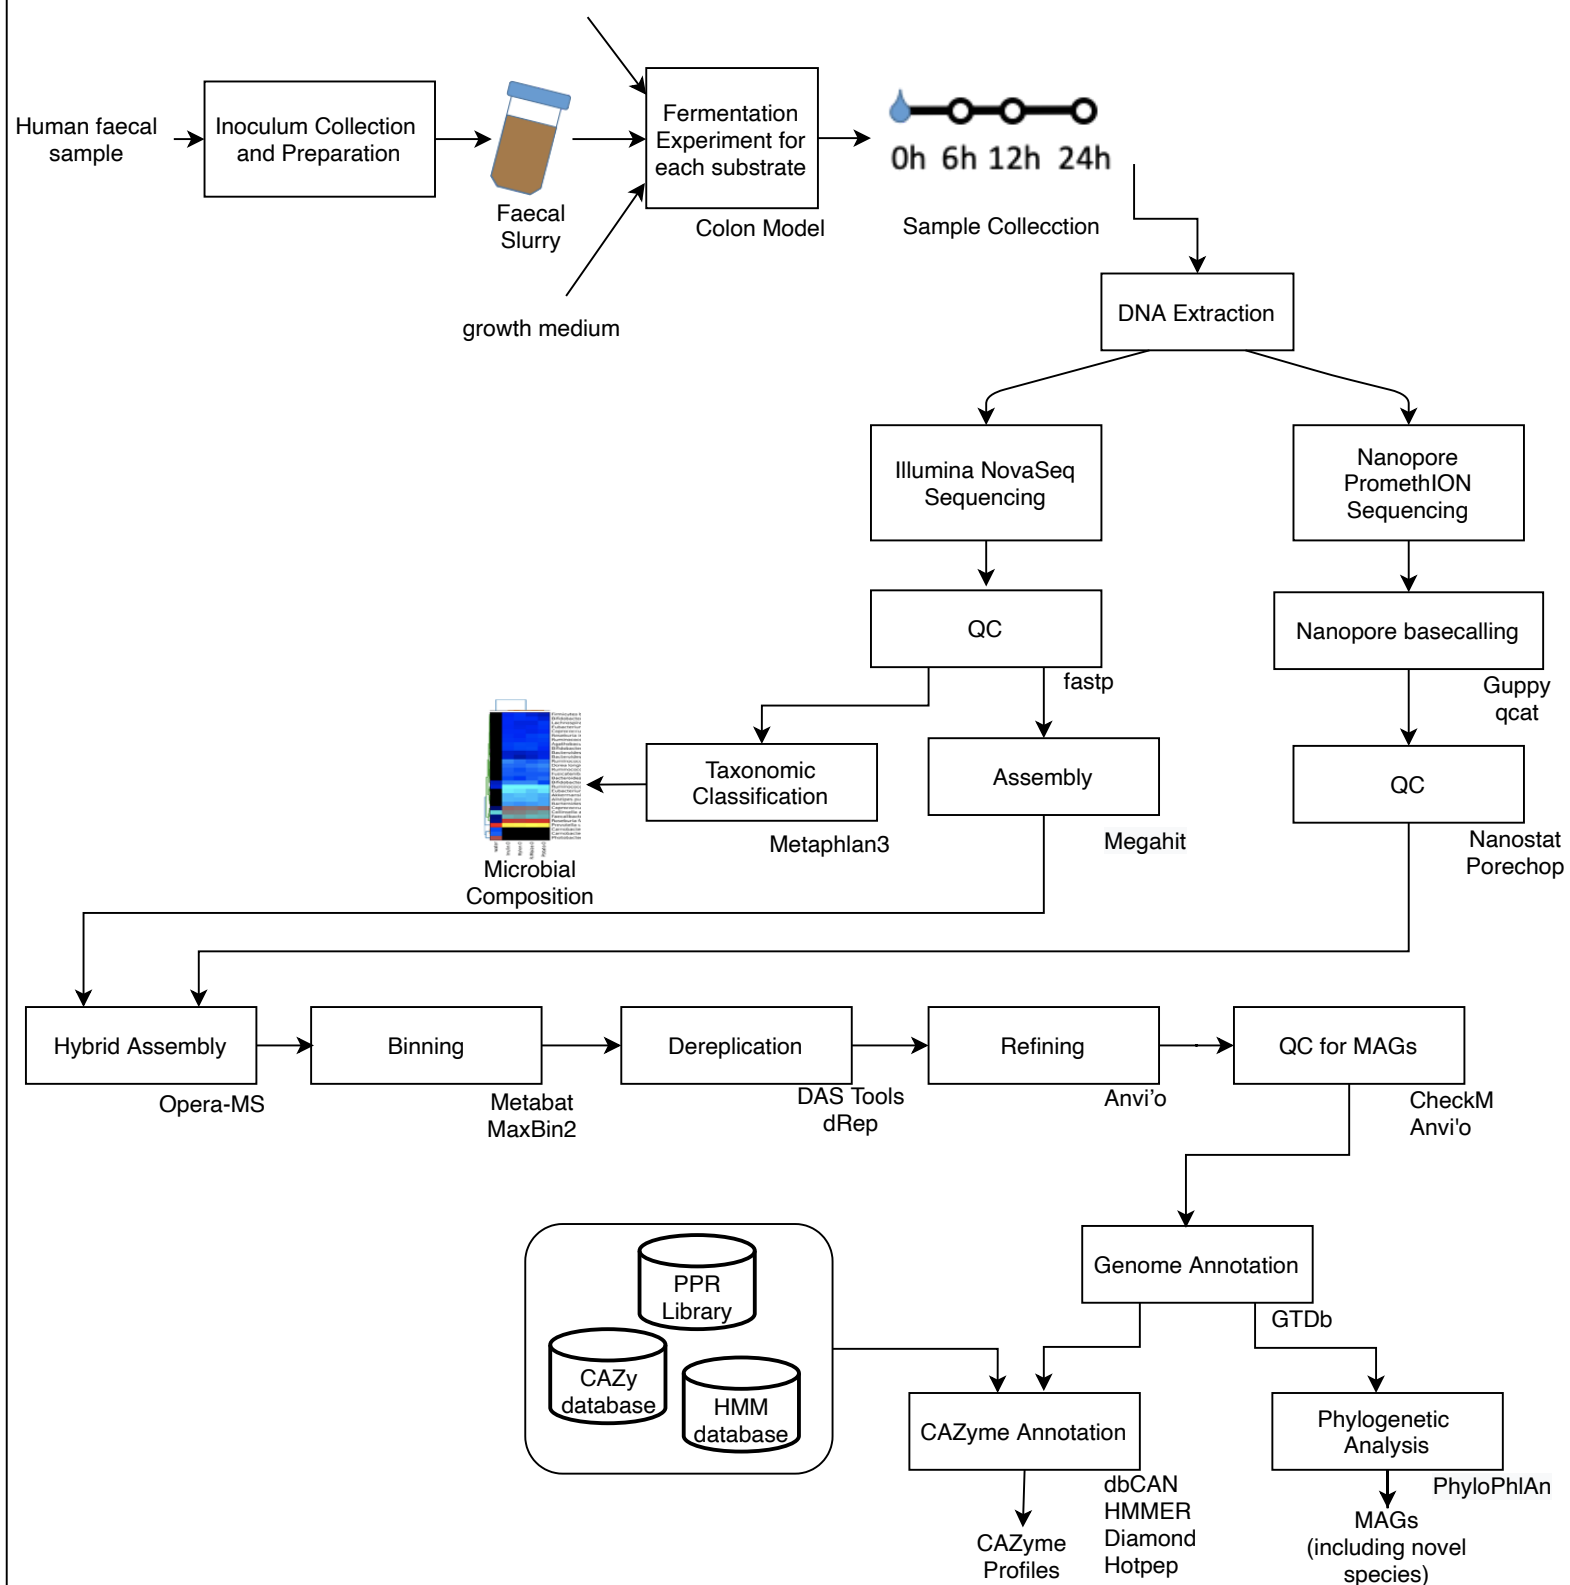 Human faecal
sample
Inoculum Collection
and Preparation
Faecal
Slurry
Fermentation
Experiment for
each substrate
Colon Model
growth medium
0h 6h 12h 24h
Sample Collecction
DNA Extraction
Illumina NovaSeq
Sequencing
Nanopore
PromethION
Sequencing
QC
fastp
Nanopore basecalling
Guppy
qcat
Taxonomic
Classification
Metaphlan3
Microbial
Composition
Assembly
Megahit
QC
Nanostat
Porechop
Hybrid Assembly
Opera-MS
Binning
Metabat
MaxBin2
Dereplication
DAS Tools
dRep
Refining
Anvi’o
QC for MAGs
CheckM
Anvi'o
Genome Annotation
GTDb
PPR
Library
CAZy
database
HMM
database
CAZyme Annotation
dbCAN
HMMER
Diamond
Hotpep
CAZyme
Profiles
Phylogenetic
Analysis
PhyloPhlAn
MAGs
(including novel
species)